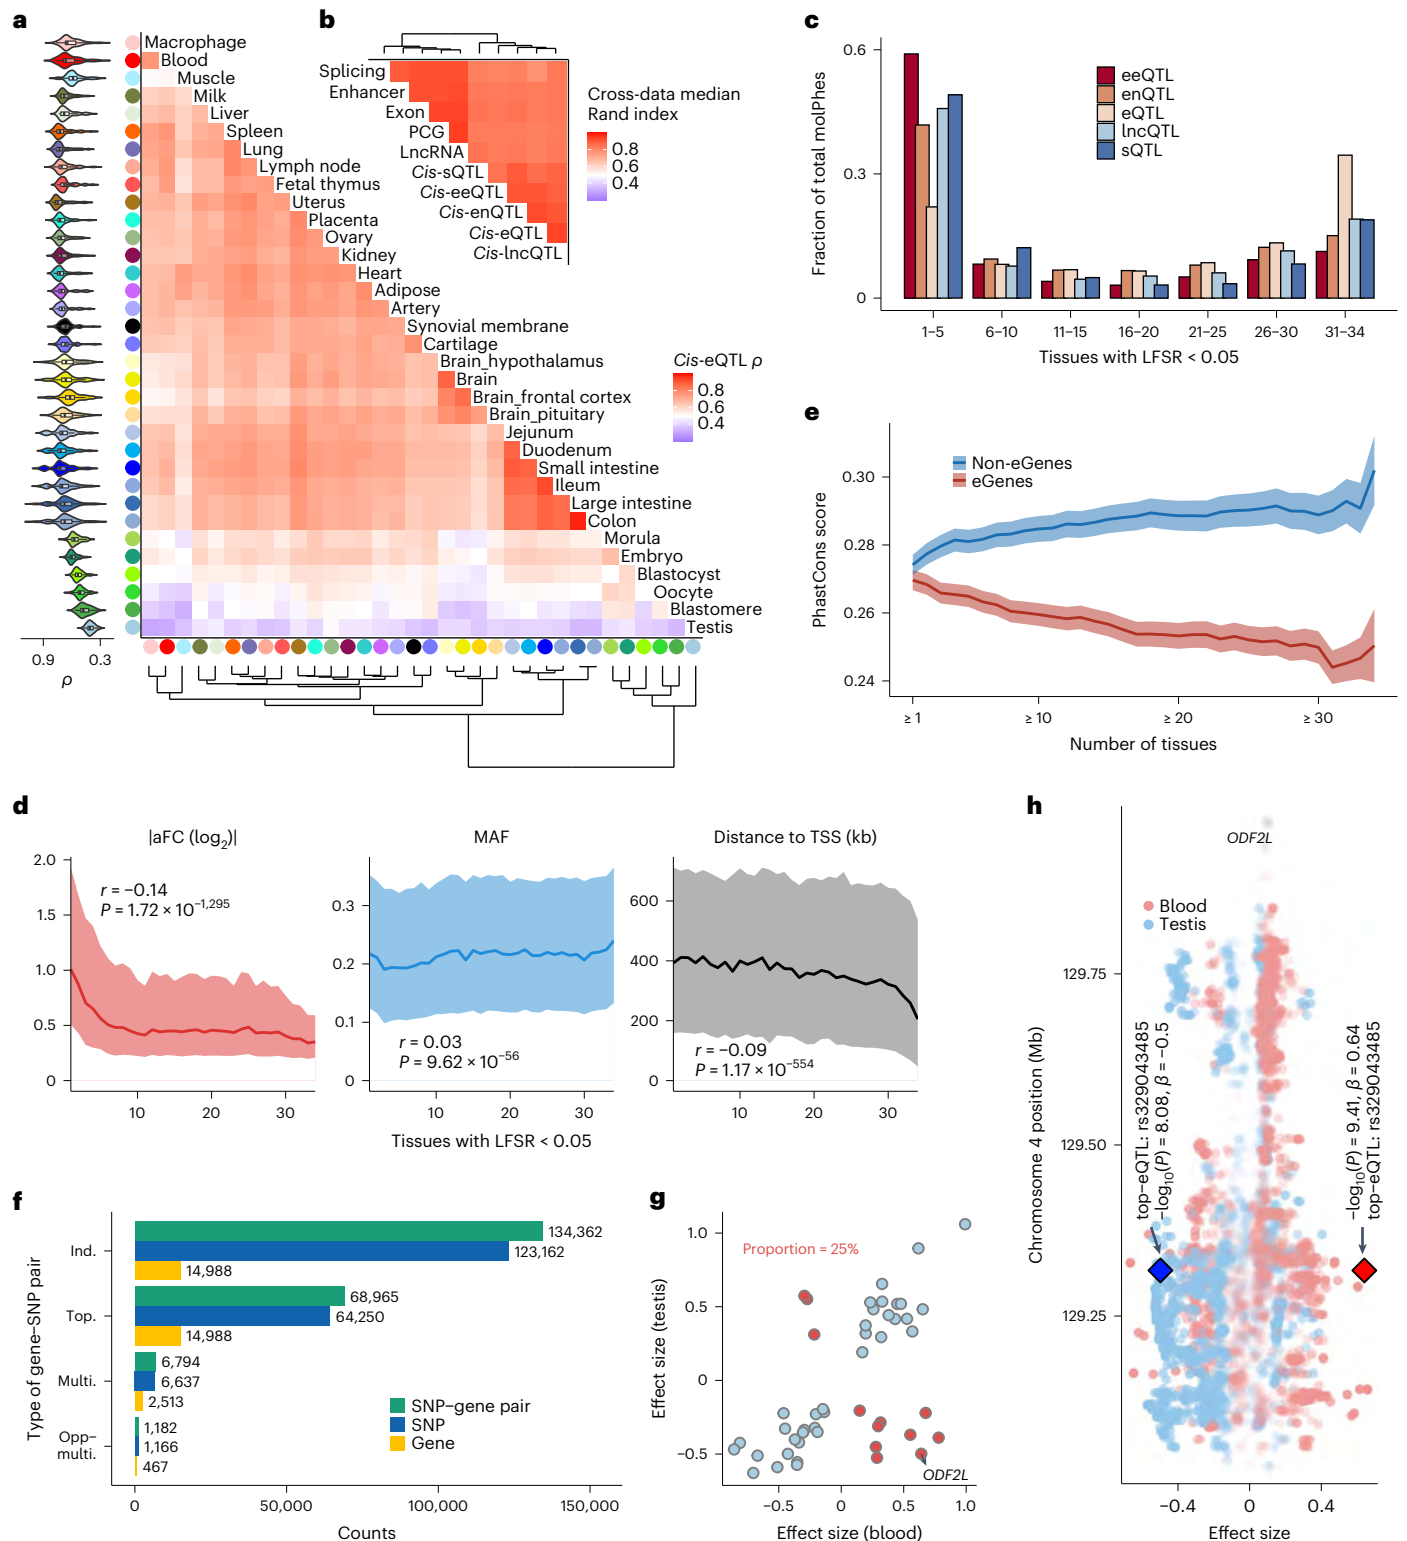 a
Macrophage
Blood
Muscle
Milk
Liver
Spleen
Lung
Lymph node
Fetal thymus
Uterus
Placenta
Ovary
Kidney
Heart
Adipose
Artery
Synovial membrane
Cartilage
Brain_hypothalamus
Brain
Brain_frontal cortex
Brain_pituitary
Jejunum
Duodenum
Small intestine
Ileum
Large intestine
Colon
Morula
Embryo
Blastocyst
Oocyte
Blastomere
Testis
0.9 0.3
ρ
Cis-eQTL ρ
0.8
0.6
0.4
b
Splicing
Enhancer
Exon
PCG
LncRNA
Cis-sQTL
Cis-eeQTL
Cis-enQTL
Cis-eQTL
Cis-lncQTL
Cross-data median
Rand index
0.8
0.6
0.4
c
Fraction of total molPhes
0.6
0.3
0
eeQTL
enQTL
eQTL
lncQTL
sQTL
1–5 6–10 11–15 16–20 21–25 26–30 31–34
Tissues with LFSR < 0.05
e
PhastCons score
0.30
0.28
0.26
0.24
Non-eGenes
eGenes
≥ 1 ≥ 10 ≥ 20 ≥ 30
Number of tissues
d
|aFC (log2)|
2.0
1.5
1.0
0.5
0
r = −0.14
P = 1.72 × 10−1,295
10 20 30
MAF
0.3
0.2
0.1
0
r = 0.03
P = 9.62 × 10−56
10 20 30
Distance to TSS (kb)
600
400
200
0
r = −0.09
P = 1.17 × 10−554
10 20 30
Tissues with LFSR < 0.05
f
Type of gene–SNP pair
Ind.
134,362
123,162
14,988
Top.
68,965
64,250
14,988
Multi.
6,794
6,637
2,513
Opp–
multi.
1,182
1,166
467
SNP–gene pair
SNP
Gene
0 50,000 100,000 150,000
Counts
g
Effect size (testis)
1.0
0.5
0
−0.5
Proportion = 25%
ODF2L
−0.5 0 0.5 1.0
Effect size (blood)
h
Chromosome 4 position (Mb)
ODF2L
Blood
Testis
129.75
129.50
129.25
top−eQTL: rs329043485
−log10(P) = 8.08, β = −0.5
−log10(P) = 9.41, β = 0.64
top−eQTL: rs329043485
−0.4 0 0.4
Effect size